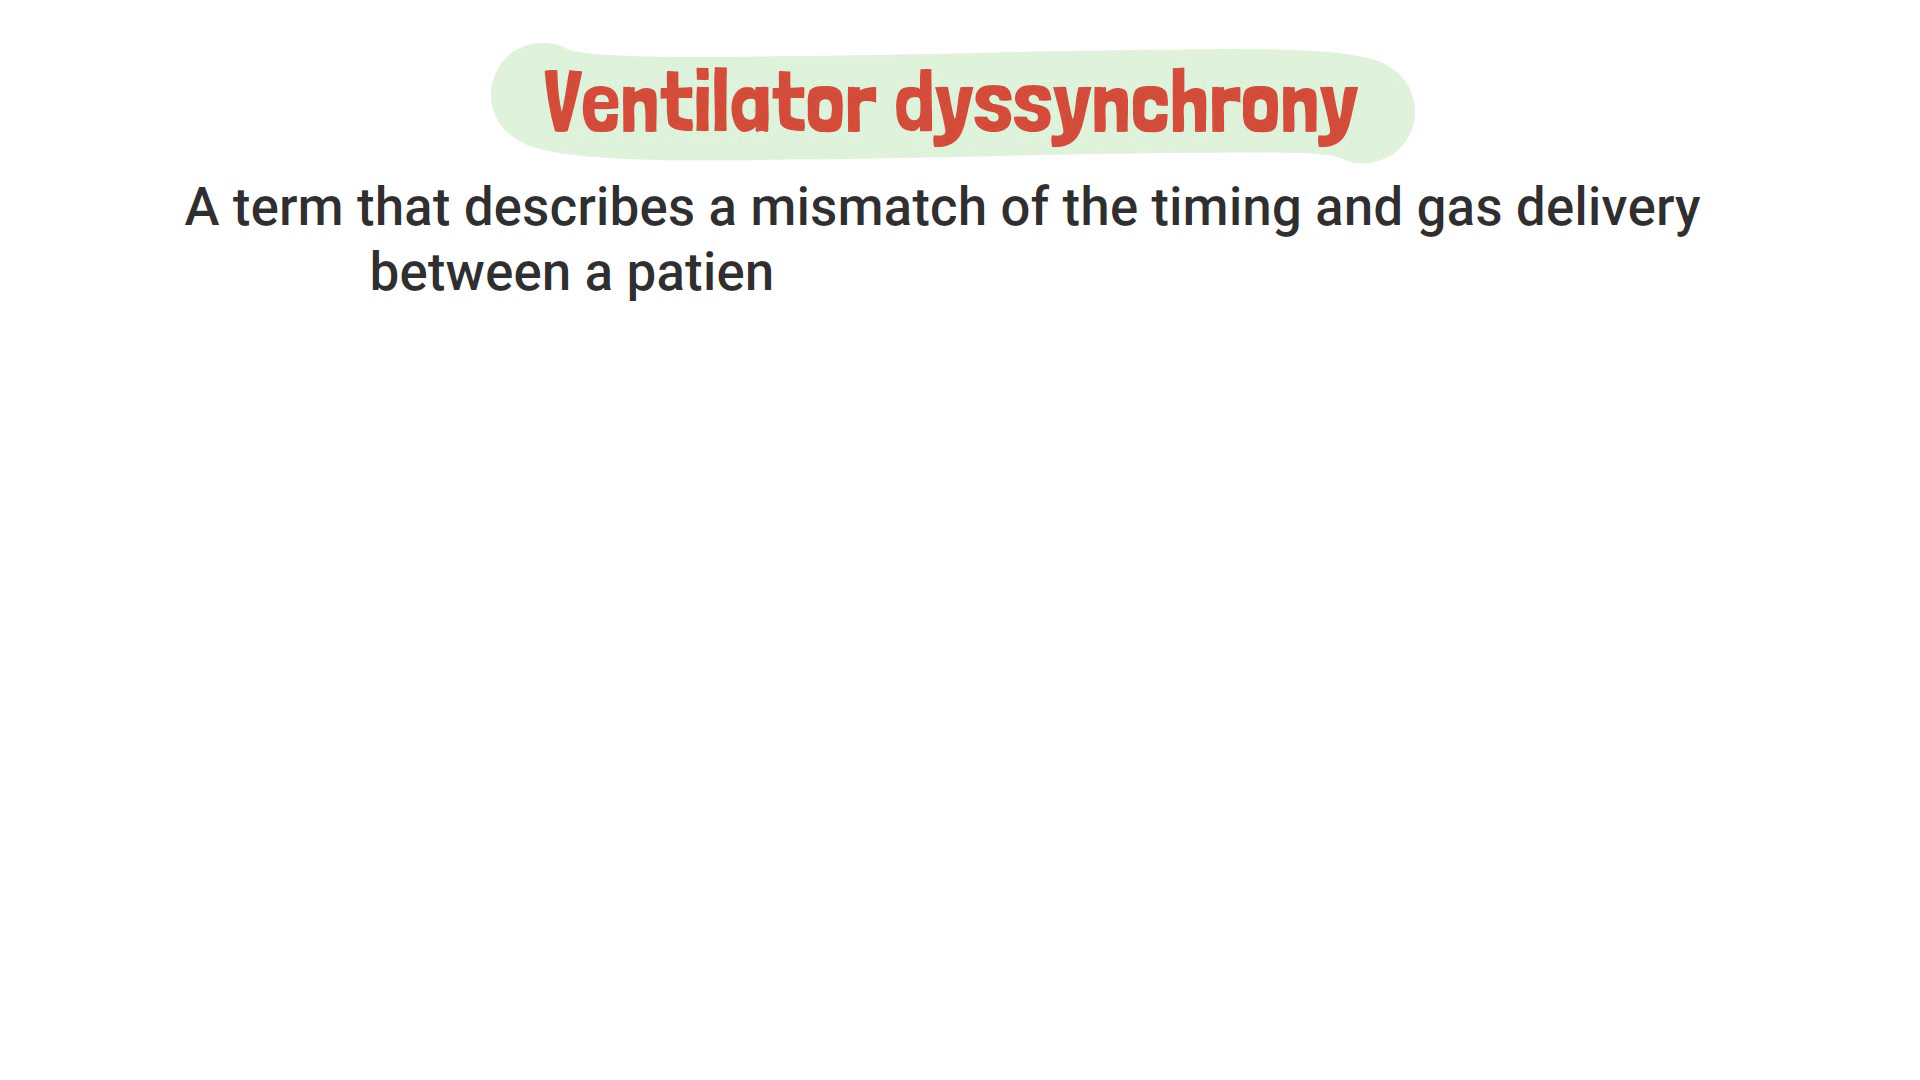 Ventilator dyssynchrony
A term that describes a mismatch of the timing and gas delivery
between a patien